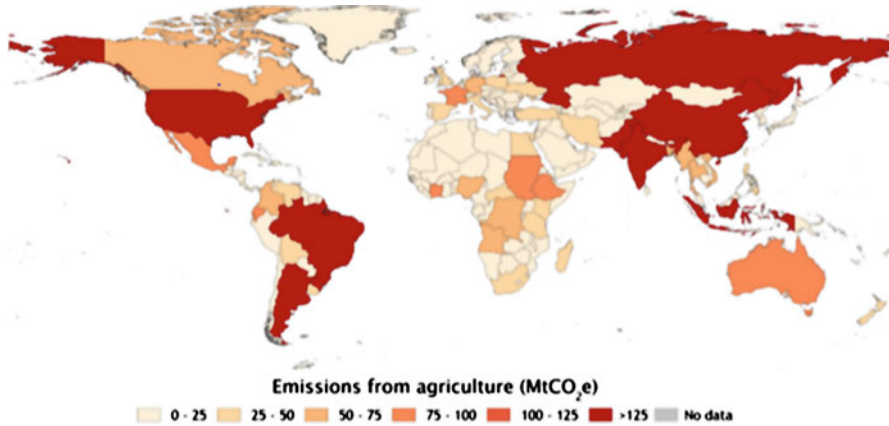 Emissions from agriculture (MtCO₂e)
0 - 25 25 - 50 50 - 75 75 - 100 100 - 125 >125 No data